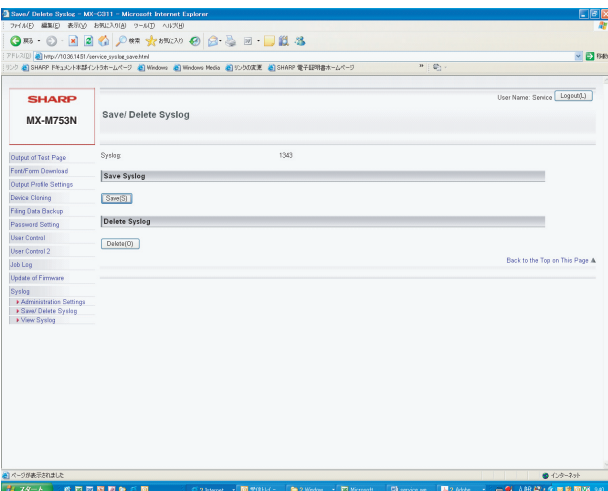 Save/ Delete Syslog - MX-C311 - Microsoft Internet Explorer
ファイル(F) 編集(E) 表示(V) お気に入り(A) ツール(T) ヘルプ(H)
戻る 検索 お気に入り
アドレス(D) http://10.36.14.51/service_syslog_save.html 移動
リンク SHARP ドキュメント本部イントラホームページ Windows Windows Media リンクの変更 SHARP 電子証明書ホームページ »
SHARP
MX-M753N
User Name: Service Logout(L)
Save/ Delete Syslog
Output of Test Page
Font/Form Download
Output Profile Settings
Device Cloning
Filing Data Backup
Password Setting
User Control
User Control 2
Job Log
Update of Firmware
Syslog
Administration Settings
Save/ Delete Syslog
View Syslog
Syslog: 1343
Save Syslog
Save(S)
Delete Syslog
Delete(O)
Back to the Top on This Page
ページが表示されました インターネット
スタート